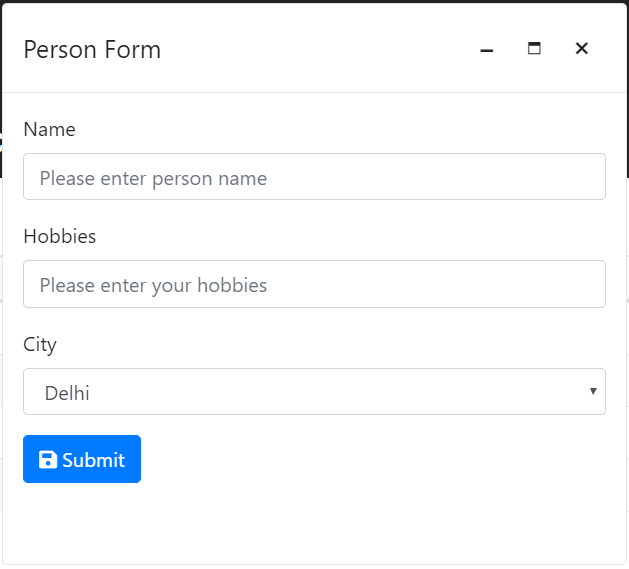 Person Form
Name
Please enter person name
Hobbies
Please enter your hobbies
City
Delhi
Submit